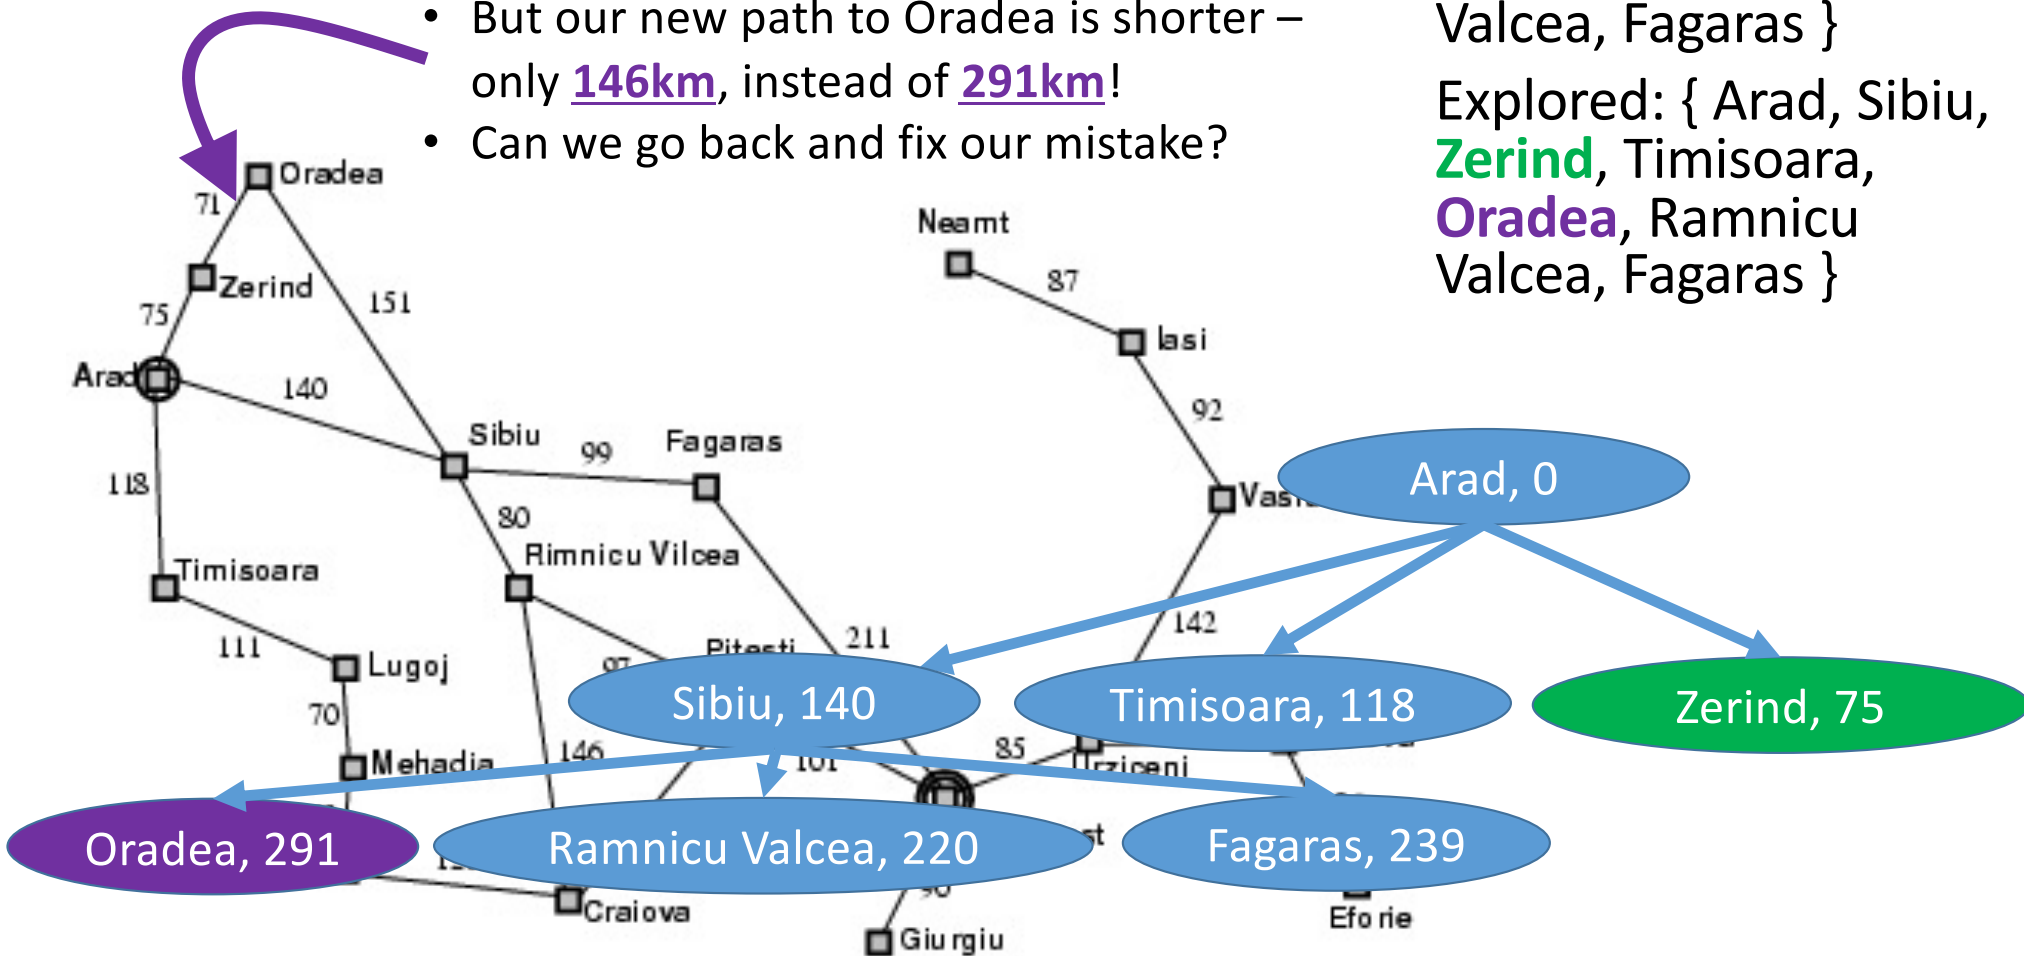 • But our new path to Oradea is shorter –
only 146km, instead of 291km!
• Can we go back and fix our mistake?
Valcea, Fagaras }
Explored: { Arad, Sibiu,
Zerind, Timisoara,
Oradea, Ramnicu
Valcea, Fagaras }
Oradea
71
Neamt
87
Zerind
151
75
Iasi
Arad
140
92
Sibiu
99
Fagaras
Arad, 0
118
80
Rimnicu Vilcea
Timisoara
142
111
211
Lugoj
97
Pitesti
Sibiu, 140
Timisoara, 118
Zerind, 75
70
Mehadia
146
101
85
Urziceni
Oradea, 291
Ramnicu Valcea, 220
Fagaras, 239
90
Craiova
Eforie
Giurgiu